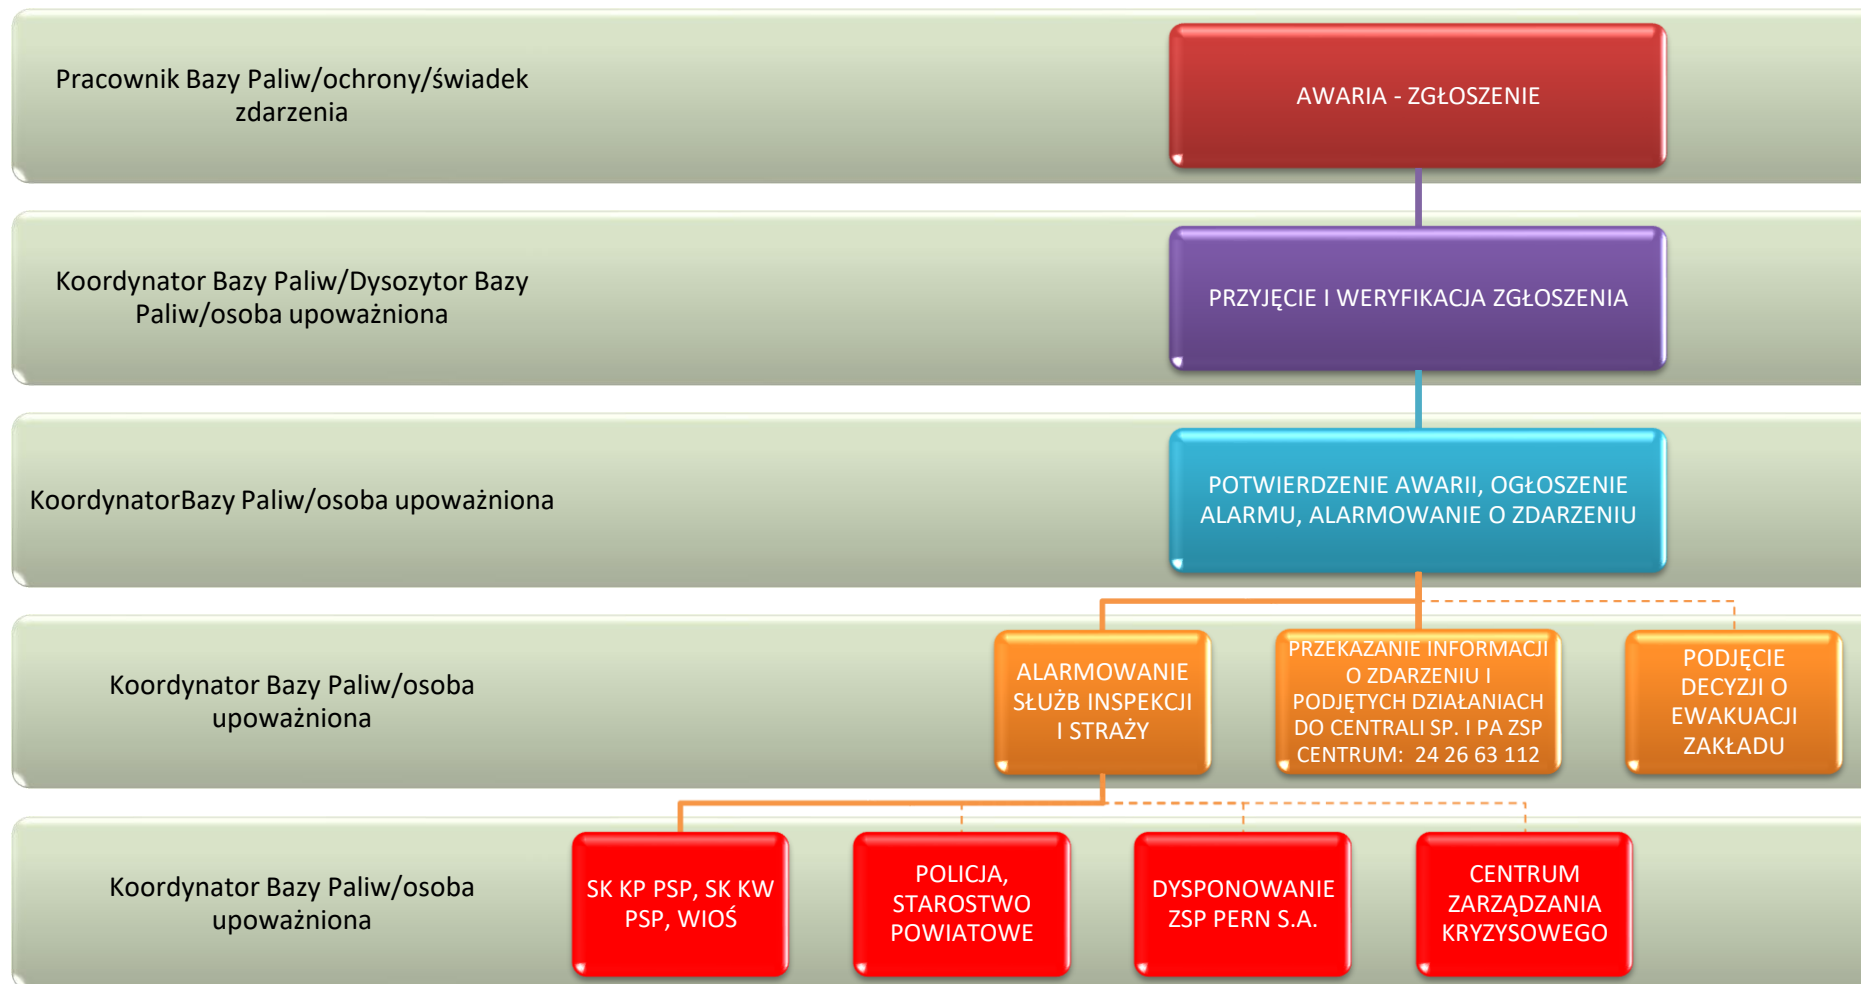 Pracownik Bazy Paliw/ochrony/świadek
zdarzenia
AWARIA - ZGŁOSZENIE
Koordynator Bazy Paliw/Dysozytor Bazy
Paliw/osoba upoważniona
PRZYJĘCIE I WERYFIKACJA ZGŁOSZENIA
KoordynatorBazy Paliw/osoba upoważniona
POTWIERDZENIE AWARII, OGŁOSZENIE
ALARMU, ALARMOWANIE O ZDARZENIU
Koordynator Bazy Paliw/osoba
upoważniona
ALARMOWANIE
SŁUŻB INSPEKCJI
I STRAŻY
PRZEKAZANIE INFORMACJI
O ZDARZENIU I
PODJĘTYCH DZIAŁANIACH
DO CENTRALI SP. I PA ZSP
CENTRUM: 24 26 63 112
PODJĘCIE
DECYZJI O
EWAKUACJI
ZAKŁADU
Koordynator Bazy Paliw/osoba
upoważniona
SK KP PSP, SK KW
PSP, WIOŚ
POLICJA,
STAROSTWO
POWIATOWE
DYSPONOWANIE
ZSP PERN S.A.
CENTRUM
ZARZĄDZANIA
KRYZYSOWEGO